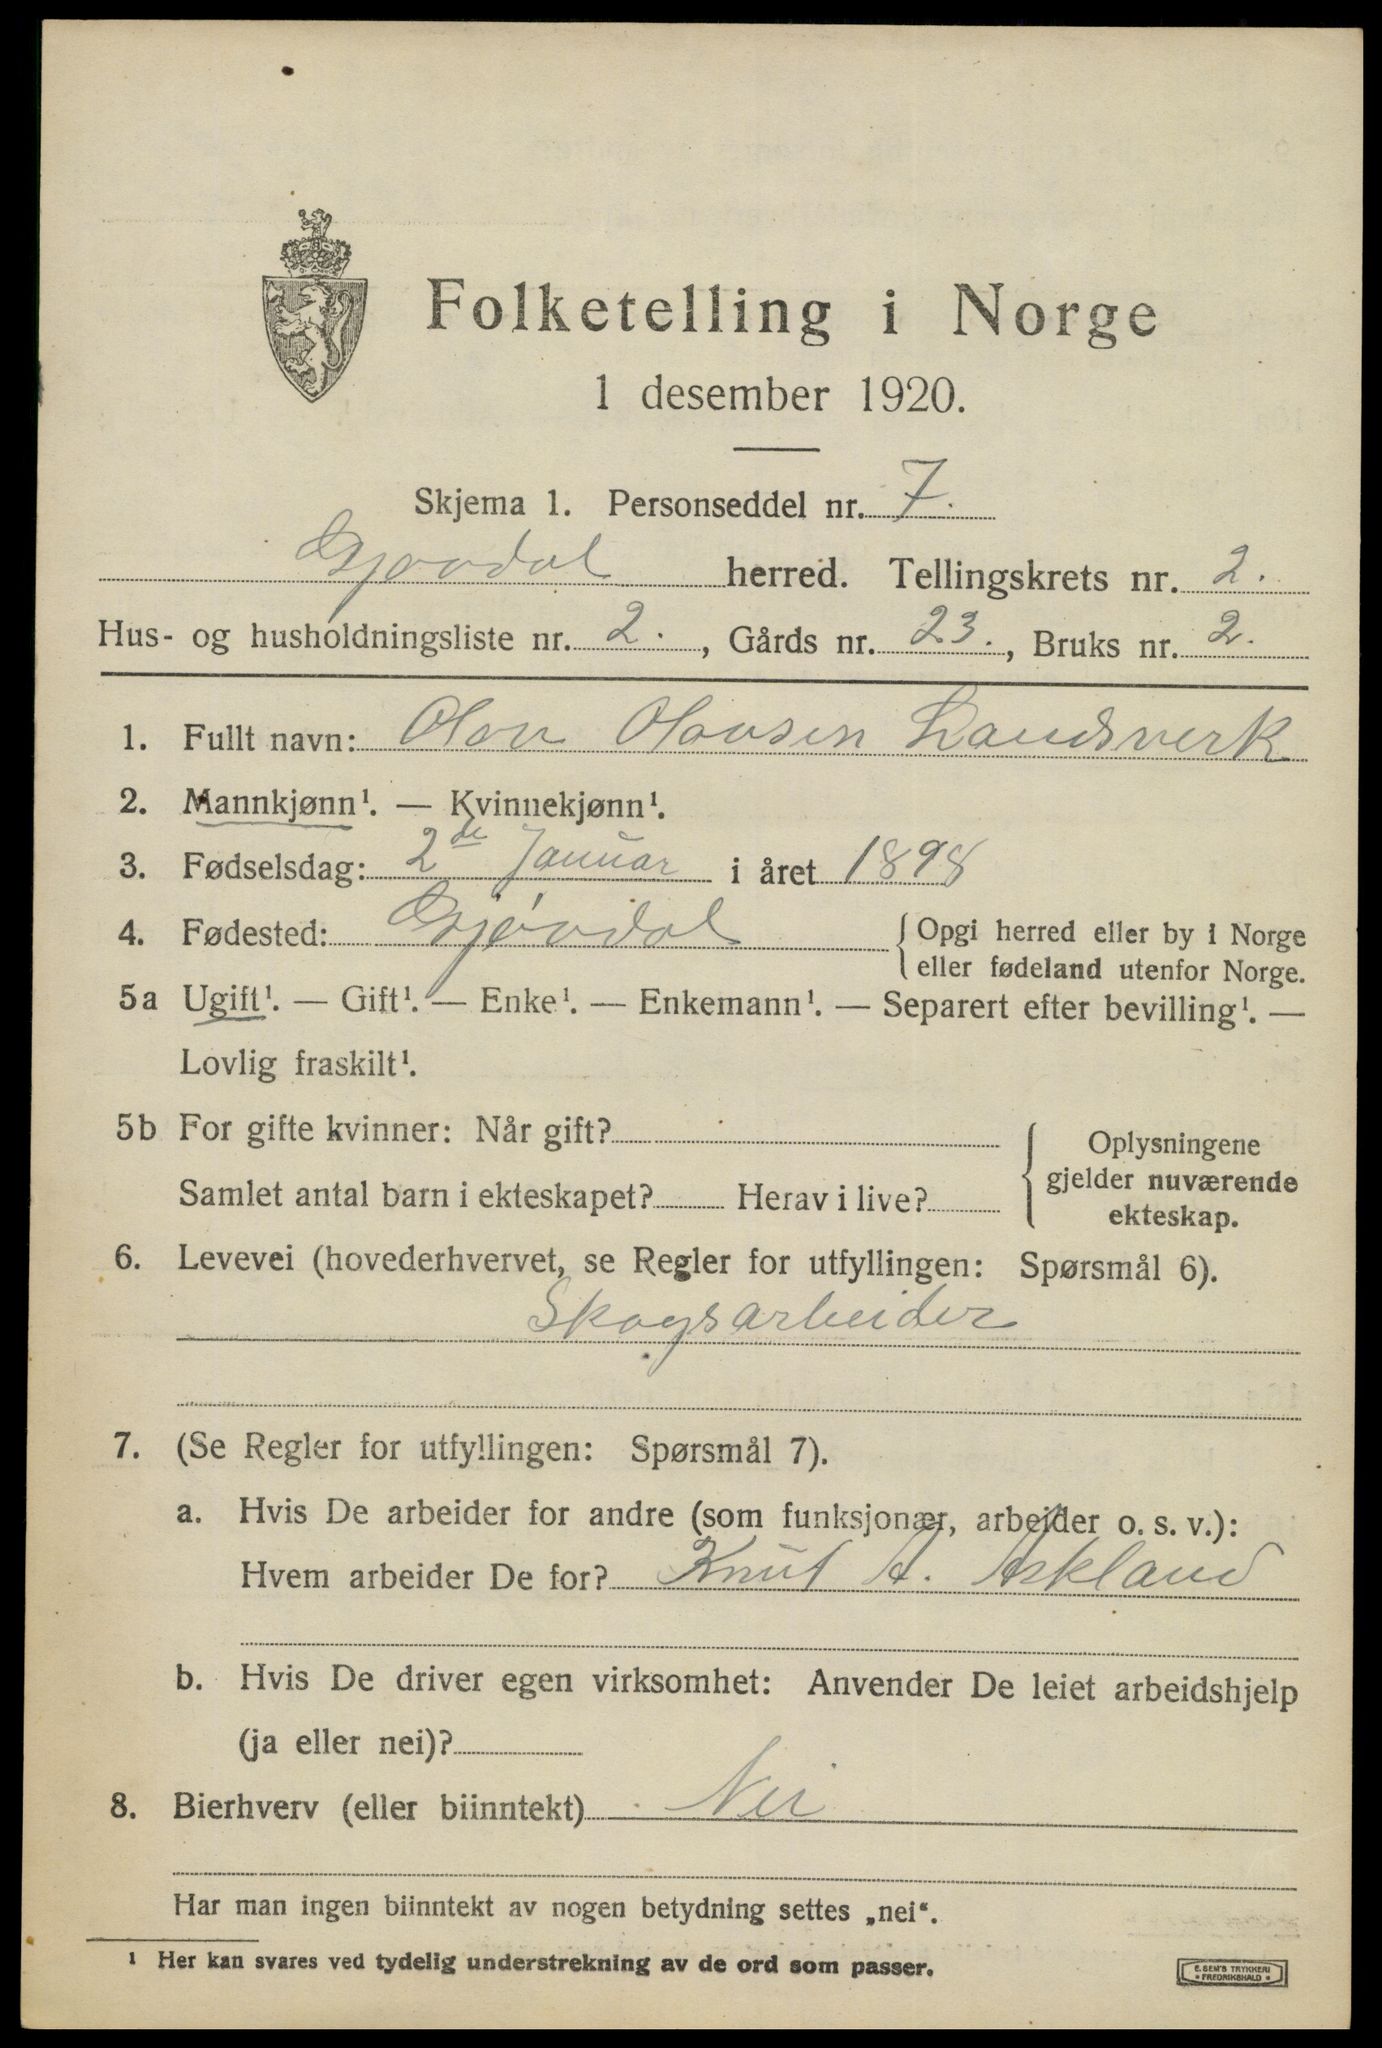 Folketelling i Norge
1 desember 1920.
Skjema 1. Personseddel nr. 7.
Gjøvdal herred. Tellingskrets nr. 2.
Hus- og husholdningsliste nr. 2., Gårds nr. 23., Bruks nr. 2.
1. Fullt navn: Olav Olavsen Landsverk
2. Mannkjønn¹. — Kvinnekjønn¹.
3. Fødselsdag: 2de Januar i året 1898
4. Fødested: Gjøvdal { Opgi herred eller by i Norge
eller fødeland utenfor Norge.
5a Ugift¹. — Gift¹. — Enke¹. — Enkemann¹. — Separert efter bevilling¹. —
Lovlig fraskilt¹.
5b For gifte kvinner: Når gift?
Samlet antal barn i ekteskapet? Herav i live?
{ Oplysningene
gjelder nuværende
ekteskap.
6. Levevei (hovederhvervet, se Regler for utfyllingen: Spørsmål 6).
Skogsarbeider
7. (Se Regler for utfyllingen: Spørsmål 7).
a. Hvis De arbeider for andre (som funksjonær, arbeider o. s. v.):
Hvem arbeider De for? Knut A. Askland
b. Hvis De driver egen virksomhet: Anvender De leiet arbeidshjelp
(ja eller nei)?
8. Bierhverv (eller biinntekt) Nei
Har man ingen biinntekt av nogen betydning settes „nei“.
¹ Her kan svares ved tydelig understrekning av de ord som passer.
E. SEM'S TRYKKERI
• FREDRIKSHALD •